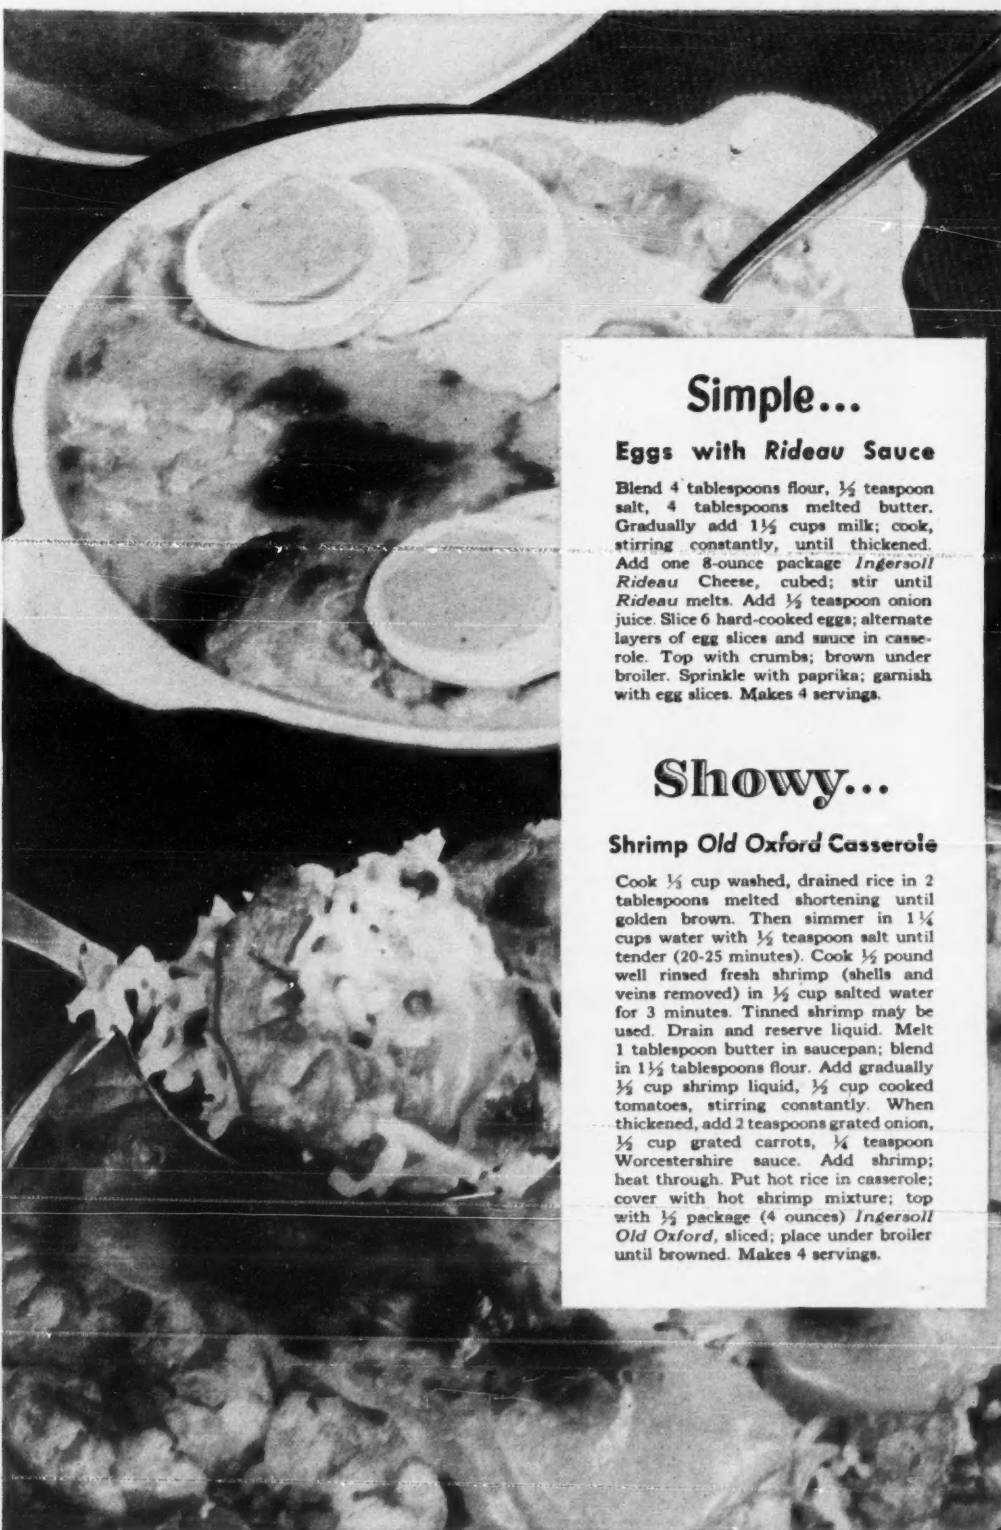 Simple...
Eggs with Rideau Sauce
Blend 4 tablespoons flour, ½ teaspoon
salt, 4 tablespoons melted butter.
Gradually add 1½ cups milk; cook,
stirring constantly, until thickened.
Add one 8-ounce package Ingersoll
Rideau Cheese, cubed; stir until
Rideau melts. Add ½ teaspoon onion
juice. Slice 6 hard-cooked eggs; alternate
layers of egg slices and sauce in casse-
role. Top with crumbs; brown under
broiler. Sprinkle with paprika; garnish
with egg slices. Makes 4 servings.
Showy...
Shrimp Old Oxford Casserole
Cook ⅓ cup washed, drained rice in 2
tablespoons melted shortening until
golden brown. Then simmer in 1¼
cups water with ½ teaspoon salt until
tender (20-25 minutes). Cook ½ pound
well rinsed fresh shrimp (shells and
veins removed) in ½ cup salted water
for 3 minutes. Tinned shrimp may be
used. Drain and reserve liquid. Melt
1 tablespoon butter in saucepan; blend
in 1½ tablespoons flour. Add gradually
½ cup shrimp liquid, ½ cup cooked
tomatoes, stirring constantly. When
thickened, add 2 teaspoons grated onion,
½ cup grated carrots, ¼ teaspoon
Worcestershire sauce. Add shrimp;
heat through. Put hot rice in casserole;
cover with hot shrimp mixture; top
with ½ package (4 ounces) Ingersoll
Old Oxford, sliced; place under broiler
until browned. Makes 4 servings.